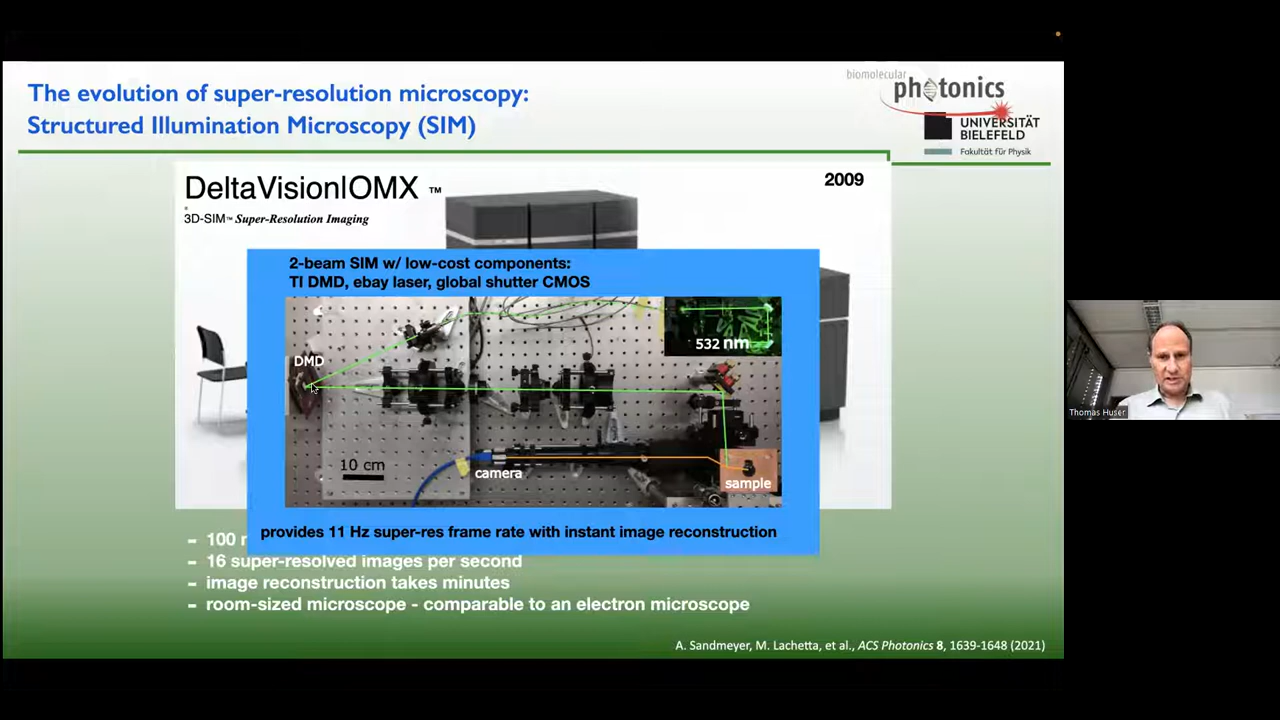 The evolution of super-resolution microscopy:
Structured Illumination Microscopy (SIM)
biomolecular
photonics
UNIVERSITÄT
BIELEFELD
Fakultät für Physik
DeltaVision|OMX ™
3D-SIM™ Super-Resolution Imaging
2009
2-beam SIM w/ low-cost components:
TI DMD, ebay laser, global shutter CMOS
DMD
532 nm
10 cm
camera
sample
provides 11 Hz super-res frame rate with instant image reconstruction
- 100
- 16 super-resolved images per second
- image reconstruction takes minutes
- room-sized microscope - comparable to an electron microscope
A. Sandmeyer, M. Lachetta, et al., ACS Photonics 8, 1639-1648 (2021)
Thomas Huser